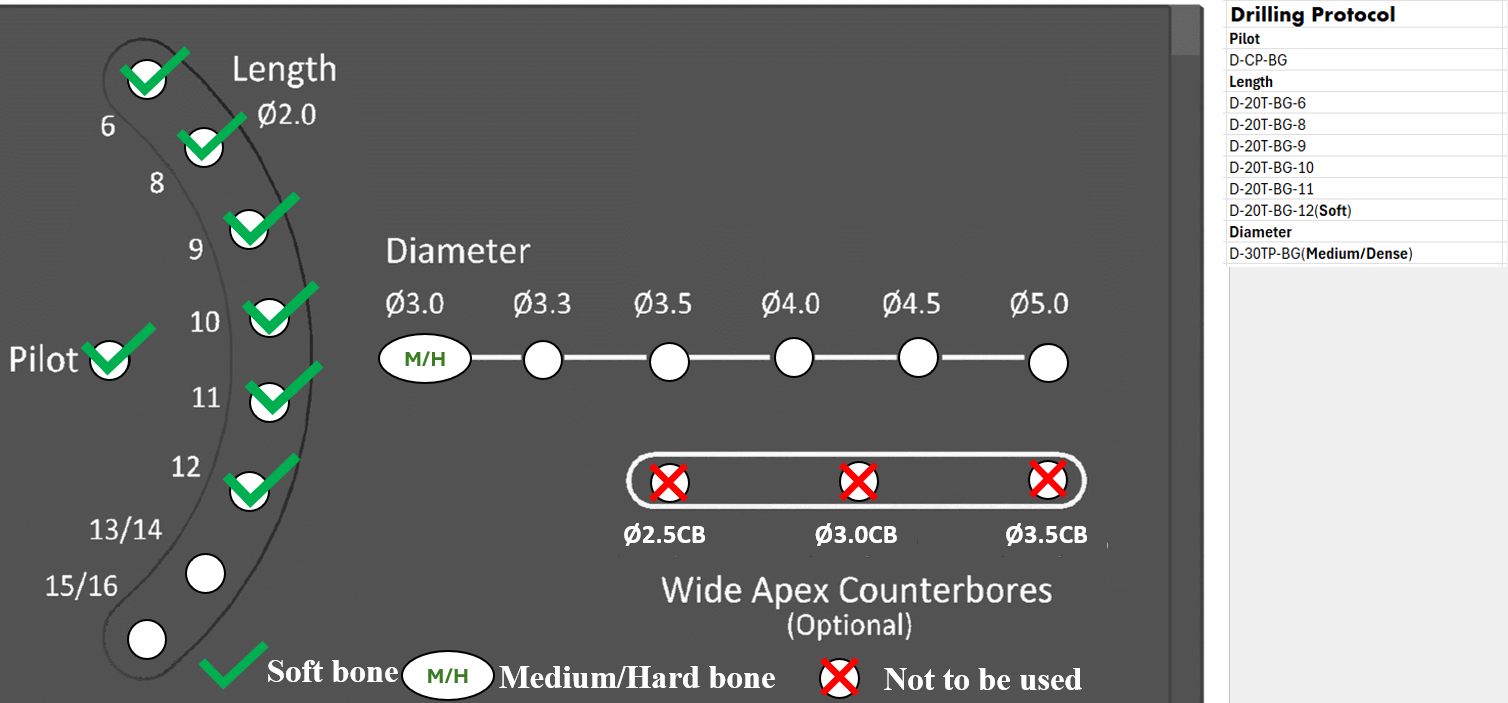 Length
Ø2.0
6
8
9
10
Pilot
11
12
13/14
15/16
Diameter
Ø3.0 Ø3.3 Ø3.5 Ø4.0 Ø4.5 Ø5.0
M/H
Ø2.5CB Ø3.0CB Ø3.5CB
Wide Apex Counterbores
(Optional)
Soft bone M/H Medium/Hard bone Not to be used
Drilling Protocol
Pilot
D-CP-BG
Length
D-20T-BG-6
D-20T-BG-8
D-20T-BG-9
D-20T-BG-10
D-20T-BG-11
D-20T-BG-12(Soft)
Diameter
D-30TP-BG(Medium/Dense)